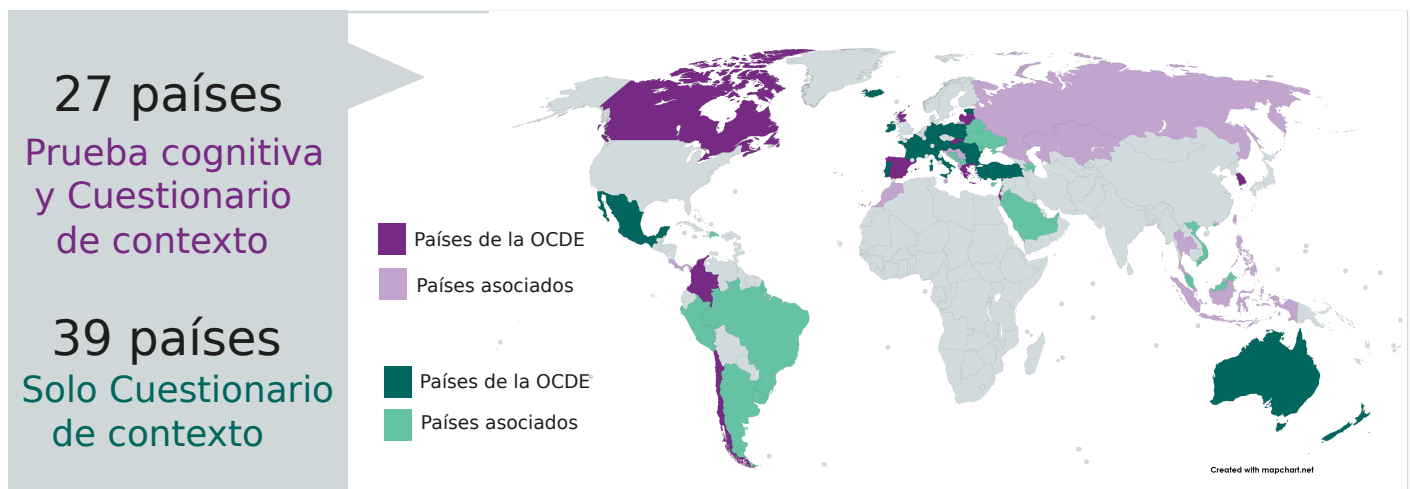 27 países
Prueba cognitiva
y Cuestionario
de contexto
39 países
Solo Cuestionario
de contexto
Países de la OCDE
Países asociados
Países de la OCDE
Países asociados
Created with mapchart.net